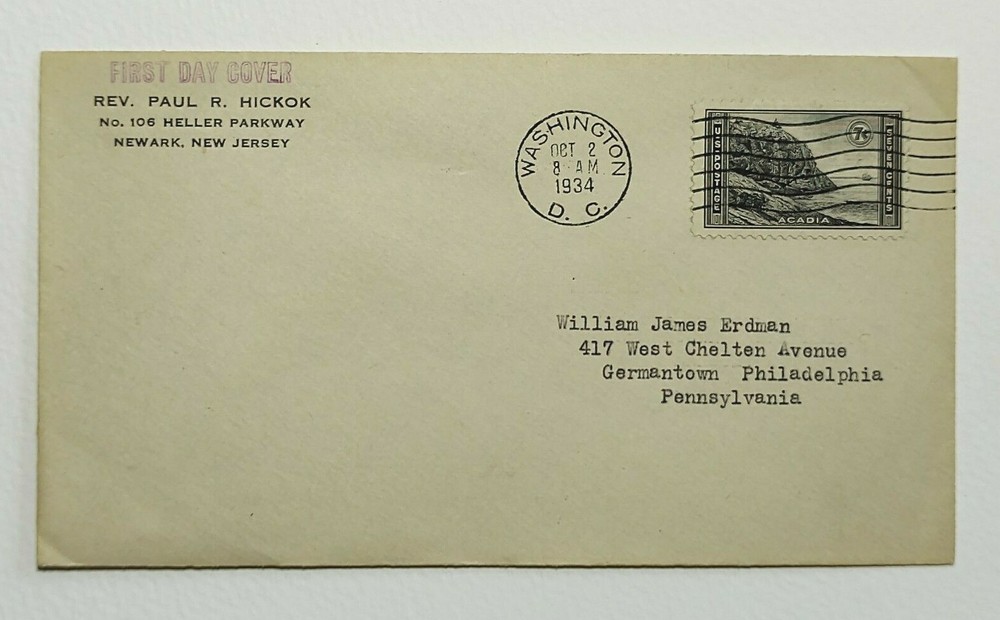 FIRST DAY COVER
REV. PAUL R. HICKOK
No. 106 HELLER PARKWAY
NEWARK, NEW JERSEY
WASHINGTON
OCT 2
8 AM
1934
D. C.
U.S. POSTAGE
7¢
SEVEN CENTS
ACADIA
William James Erdman
417 West Chelten Avenue
Germantown Philadelphia
Pennsylvania